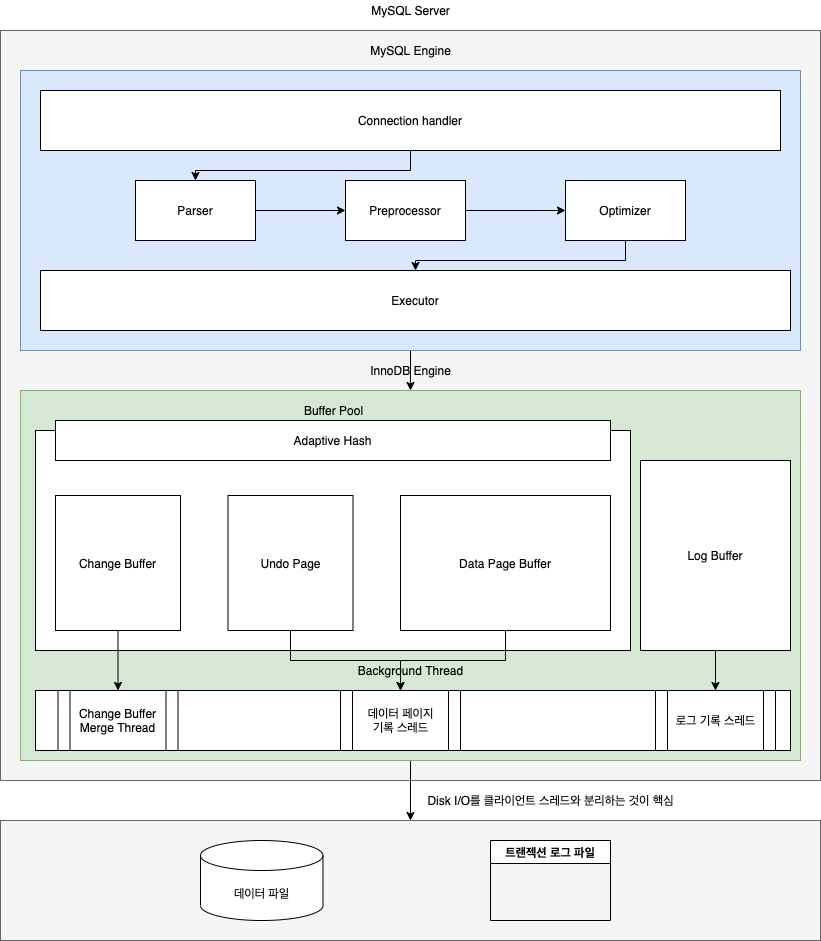 MySQL Server
MySQL Engine
Connection handler
Parser
Preprocessor
Optimizer
Executor
InnoDB Engine
Buffer Pool
Adaptive Hash
Change Buffer
Undo Page
Data Page Buffer
Log Buffer
Background Thread
Change Buffer
Merge Thread
데이터 페이지
기록 스레드
로그 기록 스레드
Disk I/O를 클라이언트 스레드와 분리하는 것이 핵심
데이터 파일
트랜젝션 로그 파일